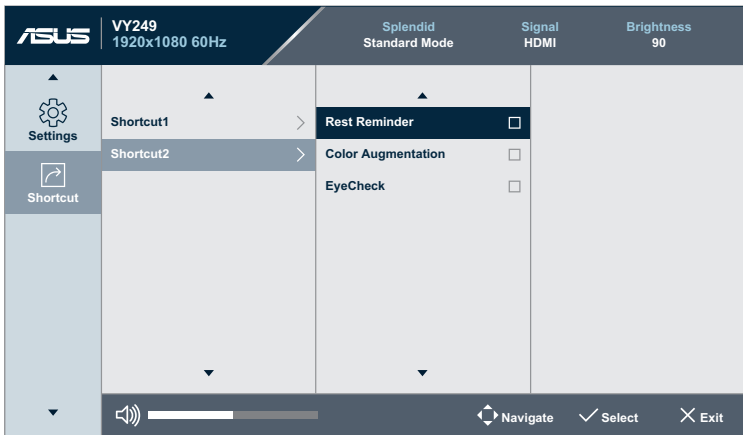 ASUS
VY249
1920x1080 60Hz
Splendid
Standard Mode
Signal
HDMI
Brightness
90
Settings
Shortcut
Shortcut1
Shortcut2
Rest Reminder
Color Augmentation
EyeCheck
Navigate
Select
Exit